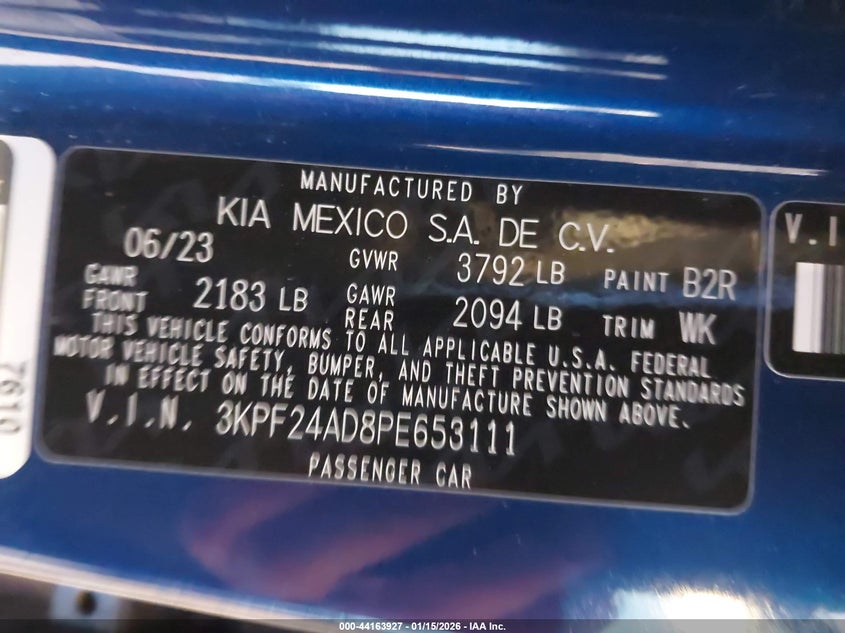 MANUFACTURED BY
KIA MEXICO S.A. DE C.V.
06/23 GVWR 3792 LB PAINT B2R
GAWR FRONT 2183 LB GAWR REAR 2094 LB TRIM WK
THIS VEHICLE CONFORMS TO ALL APPLICABLE U.S.A. FEDERAL
MOTOR VEHICLE SAFETY, BUMPER, AND THEFT PREVENTION STANDARDS
IN EFFECT ON THE DATE OF MANUFACTURE SHOWN ABOVE.
V.I.N. 3KPF24AD8PE653111
PASSENGER CAR
V.I
000-44163927 - 01/15/2026 - IAA Inc.